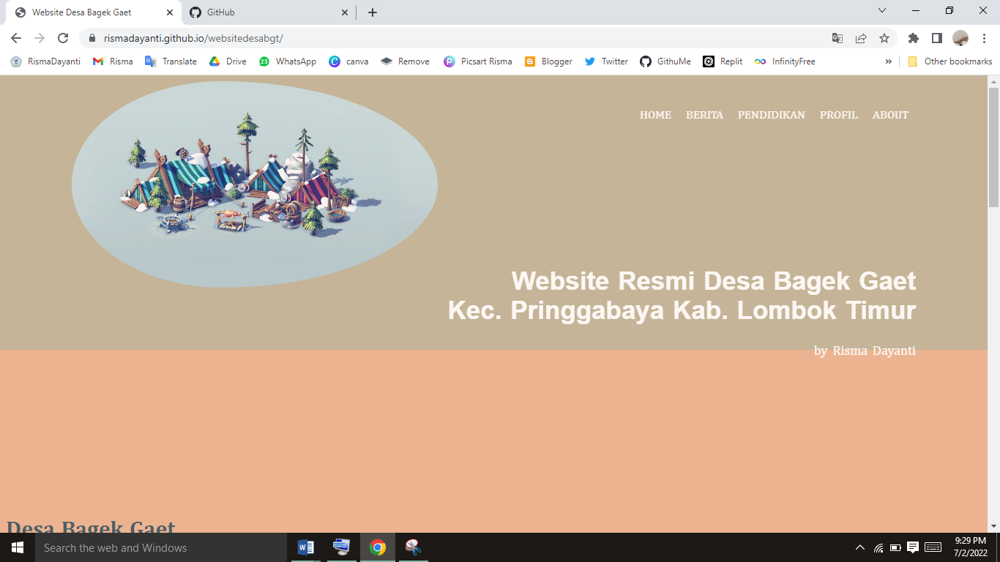 Website Desa Bagek Gaet
GitHub
rismadayanti.github.io/websitedesabgt/
RismaDayanti
Risma
Translate
Drive
23
WhatsApp
canva
Remove
Picsart Risma
Blogger
Twitter
GithuMe
Replit
InfinityFree
»
Other bookmarks
HOME BERITA PENDIDIKAN PROFIL ABOUT
Website Resmi Desa Bagek Gaet
Kec. Pringgabaya Kab. Lombok Timur
by Risma Dayanti
Desa Bagek Gaet
Search the web and Windows
9:29 PM
7/2/2022